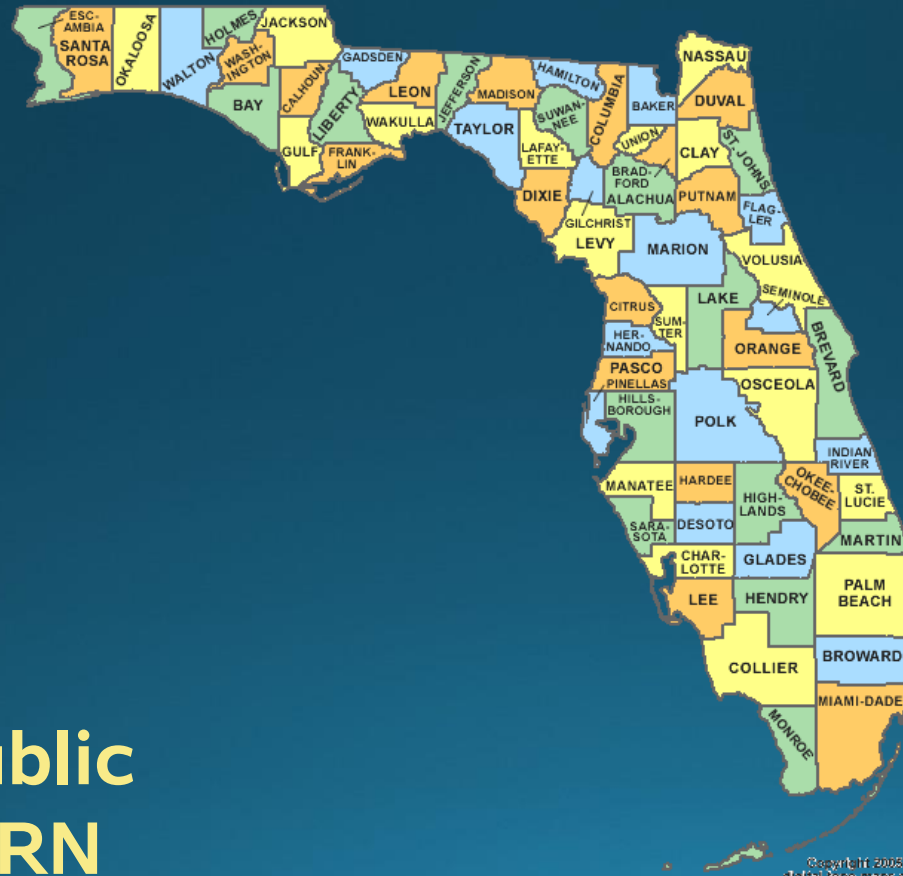 ESC-
AMBIA
SANTA
ROSA
OKALOOSA
WALTON
HOLMES
WASH-
INGTON
JACKSON
BAY
CALHOUN
GULF
LIBERTY
GADSDEN
FRANK-
LIN
LEON
WAKULLA
JEFFERSON
MADISON
TAYLOR
HAMILTON
SUWAN-
NEE
LAFAY-
ETTE
DIXIE
COLUMBIA
BAKER
UNION
BRAD-
FORD
ALACHUA
GILCHRIST
LEVY
NASSAU
DUVAL
CLAY
ST. JOHNS
PUTNAM
FLAG-
LER
MARION
VOLUSIA
CITRUS
SUM-
TER
LAKE
SEMINOLE
HER-
NANDO
ORANGE
BREVARD
PASCO
PINELLAS
HILLS-
BOROUGH
POLK
OSCEOLA
INDIAN
RIVER
MANATEE
HARDEE
HIGH-
LANDS
OKEE-
CHOBEE
ST.
LUCIE
SARA-
SOTA
DESOTO
MARTIN
CHAR-
LOTTE
GLADES
LEE
HENDRY
PALM
BEACH
COLLIER
BROWARD
MIAMI-DADE
MONROE
ublic
RN